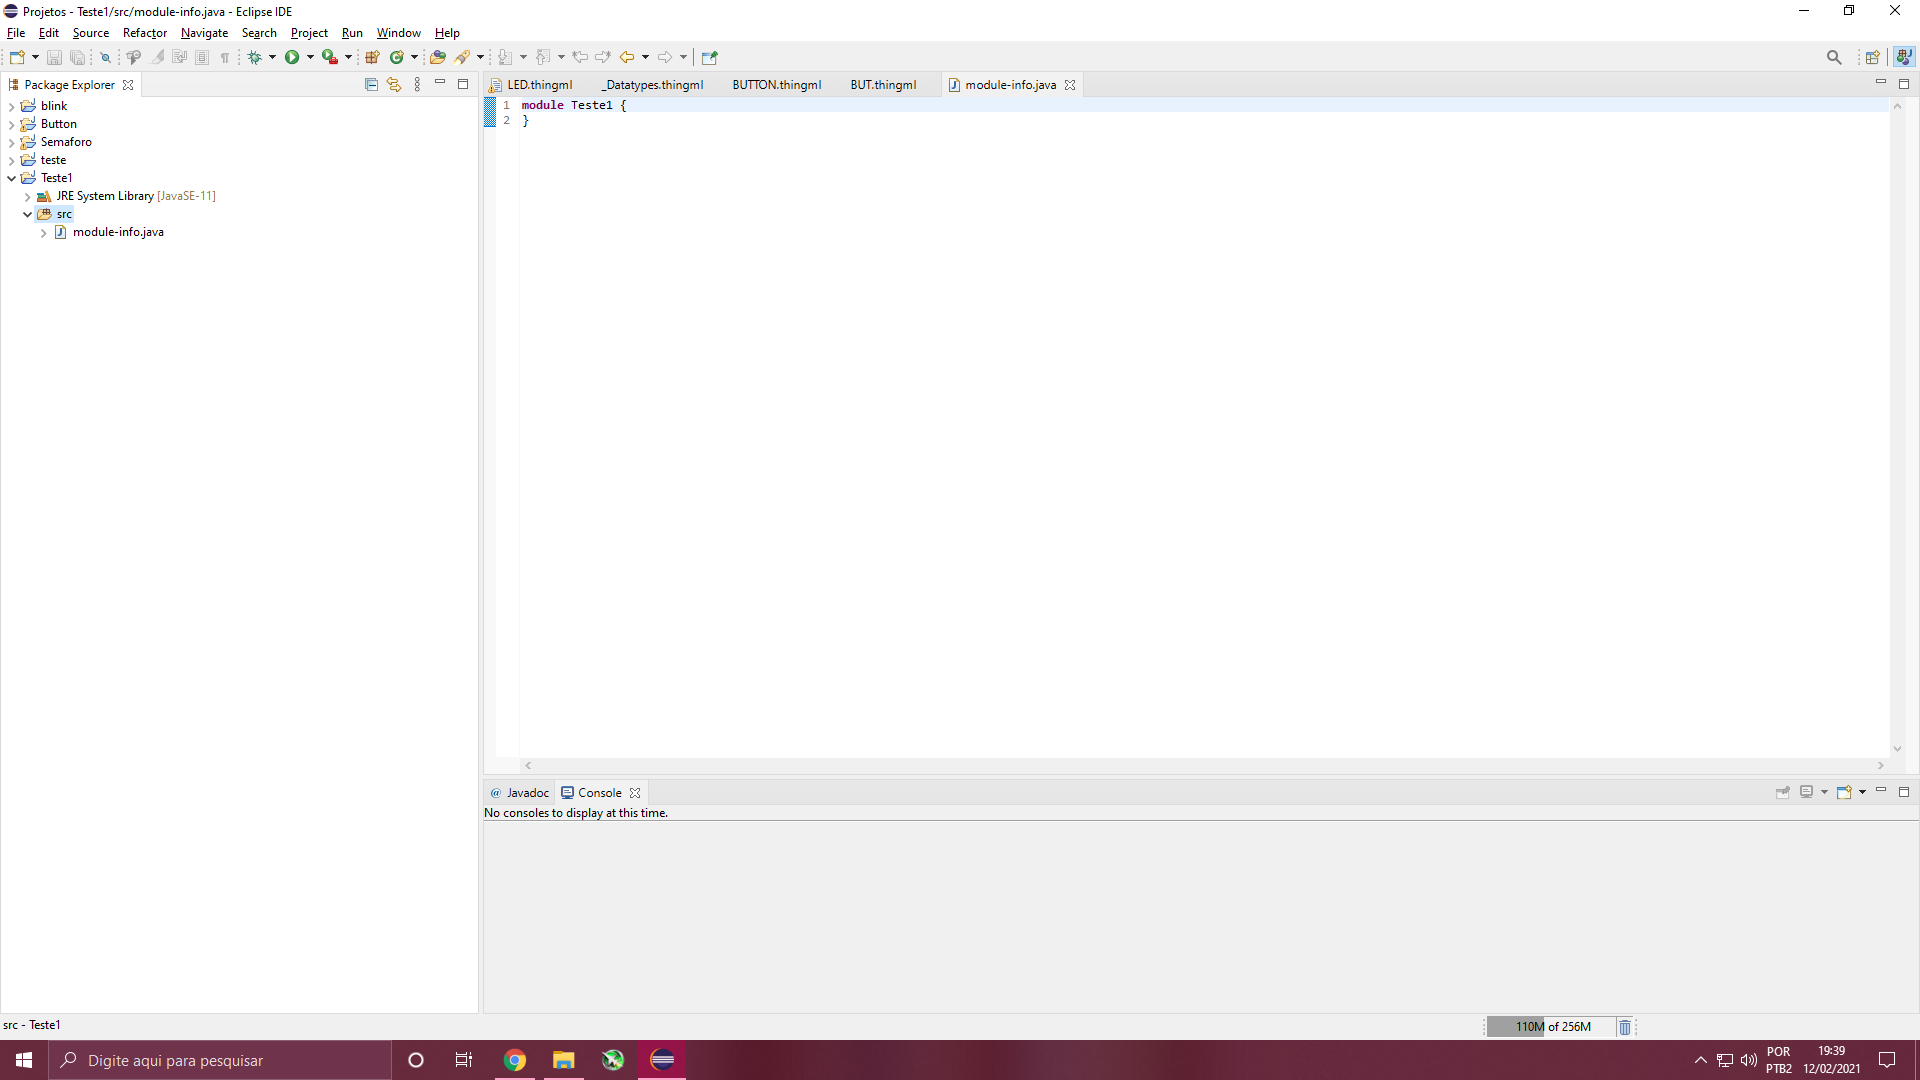 Projetos - Teste1/src/module-info.java - Eclipse IDE
File Edit Source Refactor Navigate Search Project Run Window Help
Package Explorer
blink
Button
Semaforo
teste
Teste1
JRE System Library [JavaSE-11]
src
module-info.java
LED.thingml _Datatypes.thingml BUTTON.thingml BUT.thingml module-info.java
1 module Teste1 {
2 }
@ Javadoc Console
No consoles to display at this time.
src - Teste1
110M of 256M
Digite aqui para pesquisar
POR
PTB2
19:39
12/02/2021